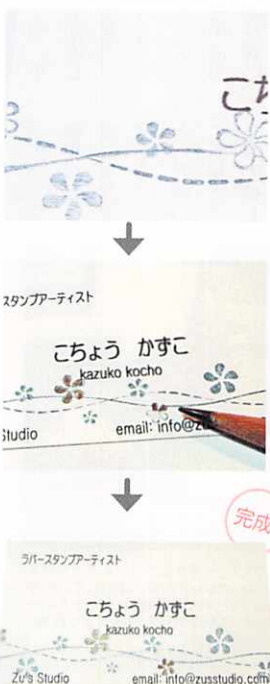 こ
スタンプアーティスト
こちょう かずこ
kazuko kocho
Studio
email: info@zu
完成
ラバースタンプアーティスト
こちょう かずこ
kazuko kocho
Zu's Studio
email: info@zusstudio.com